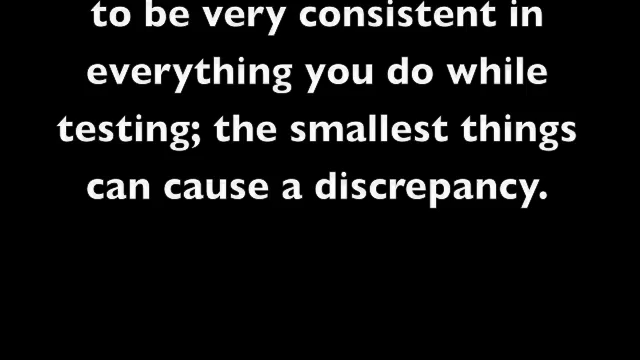 to be very consistent in
everything you do while
testing; the smallest things
can cause a discrepancy.